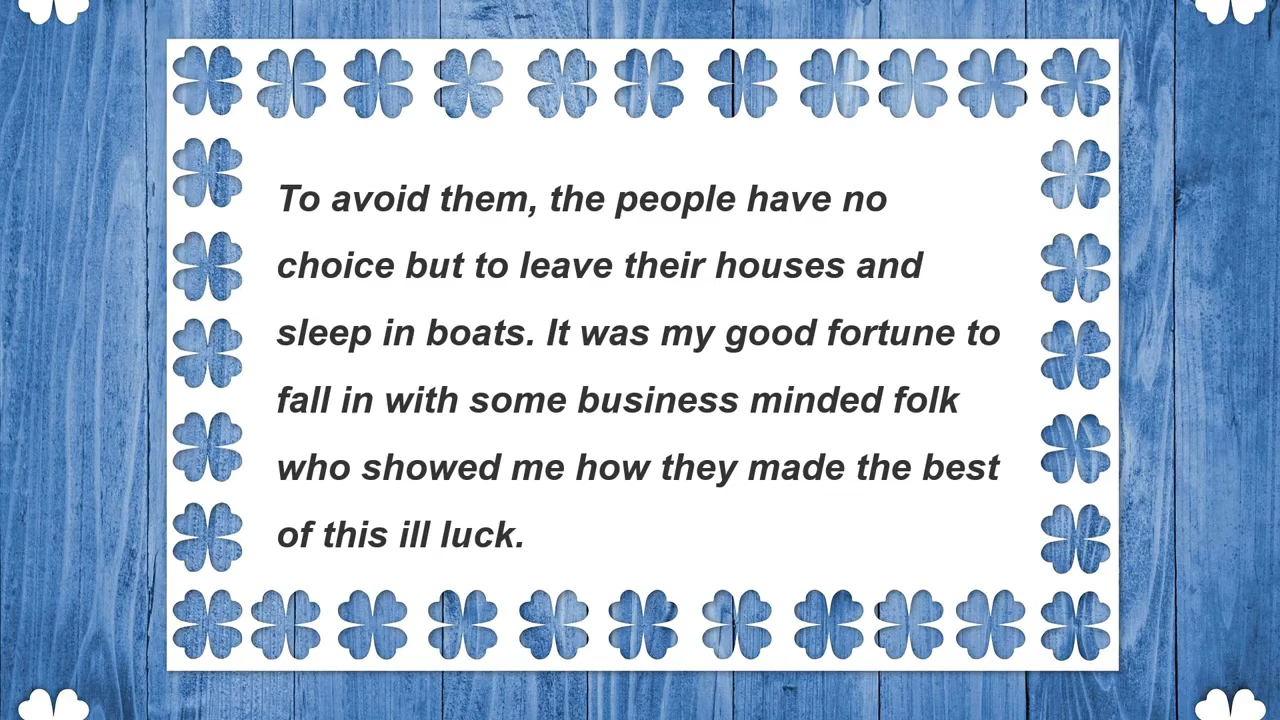 To avoid them, the people have no
choice but to leave their houses and
sleep in boats. It was my good fortune to
fall in with some business minded folk
who showed me how they made the best
of this ill luck.